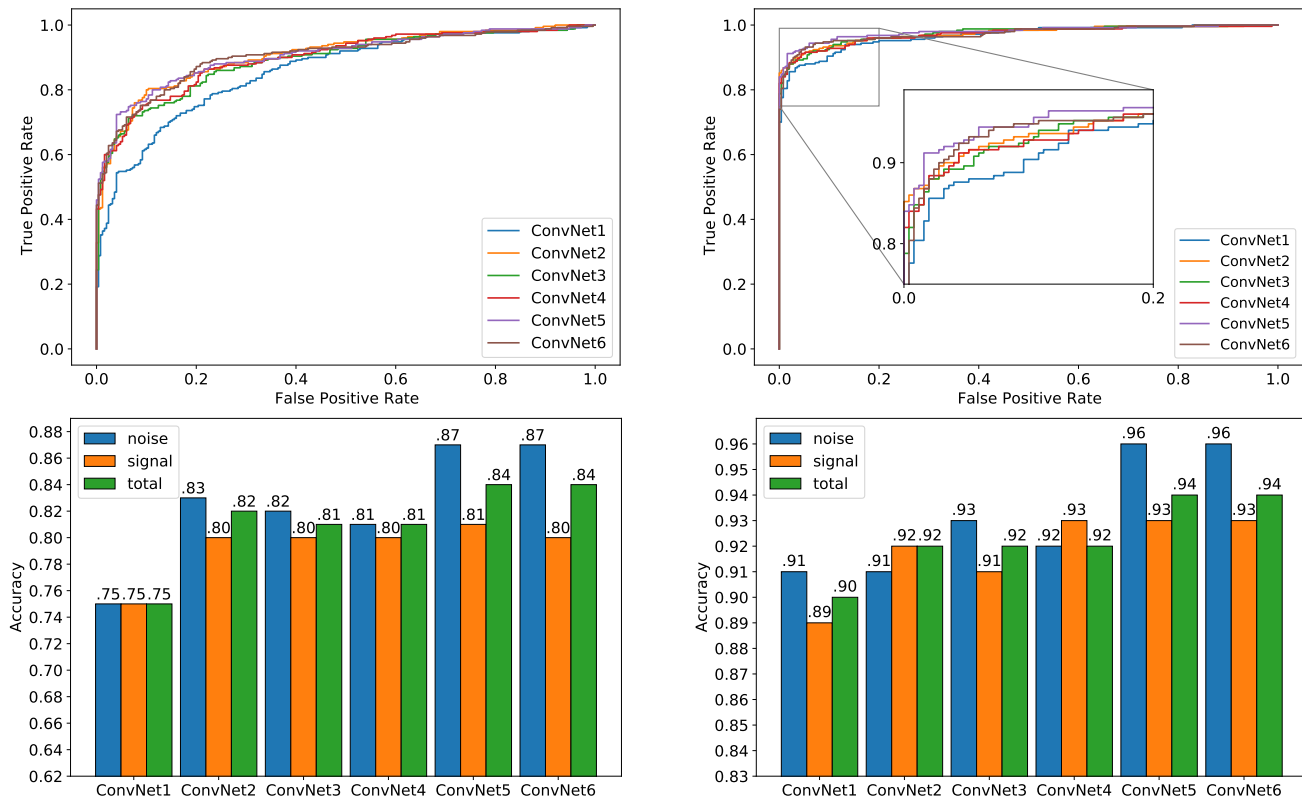 1.0
0.8
0.6
0.4
0.2
0.0
True Positive Rate
ConvNet1
ConvNet2
ConvNet3
ConvNet4
ConvNet5
ConvNet6
0.0 0.2 0.4 0.6 0.8 1.0
False Positive Rate
1.0
0.8
0.6
0.4
0.2
0.0
True Positive Rate
0.9
0.8
0.0 0.2
ConvNet1
ConvNet2
ConvNet3
ConvNet4
ConvNet5
ConvNet6
0.0 0.2 0.4 0.6 0.8 1.0
False Positive Rate
0.88
0.86
0.84
0.82
0.80
0.78
0.76
0.74
0.72
0.70
0.68
0.66
0.64
0.62
Accuracy
noise
signal
total
.75 .75 .75
.83 .80 .82
.82 .80 .81
.81 .80 .81
.87 .81 .84
.87 .80 .84
ConvNet1 ConvNet2 ConvNet3 ConvNet4 ConvNet5 ConvNet6
0.96
0.95
0.94
0.93
0.92
0.91
0.90
0.89
0.88
0.87
0.86
0.85
0.84
0.83
Accuracy
noise
signal
total
.91 .89 .90
.91 .92 .92
.93 .91 .92
.92 .93 .92
.96 .93 .94
.96 .93 .94
ConvNet1 ConvNet2 ConvNet3 ConvNet4 ConvNet5 ConvNet6